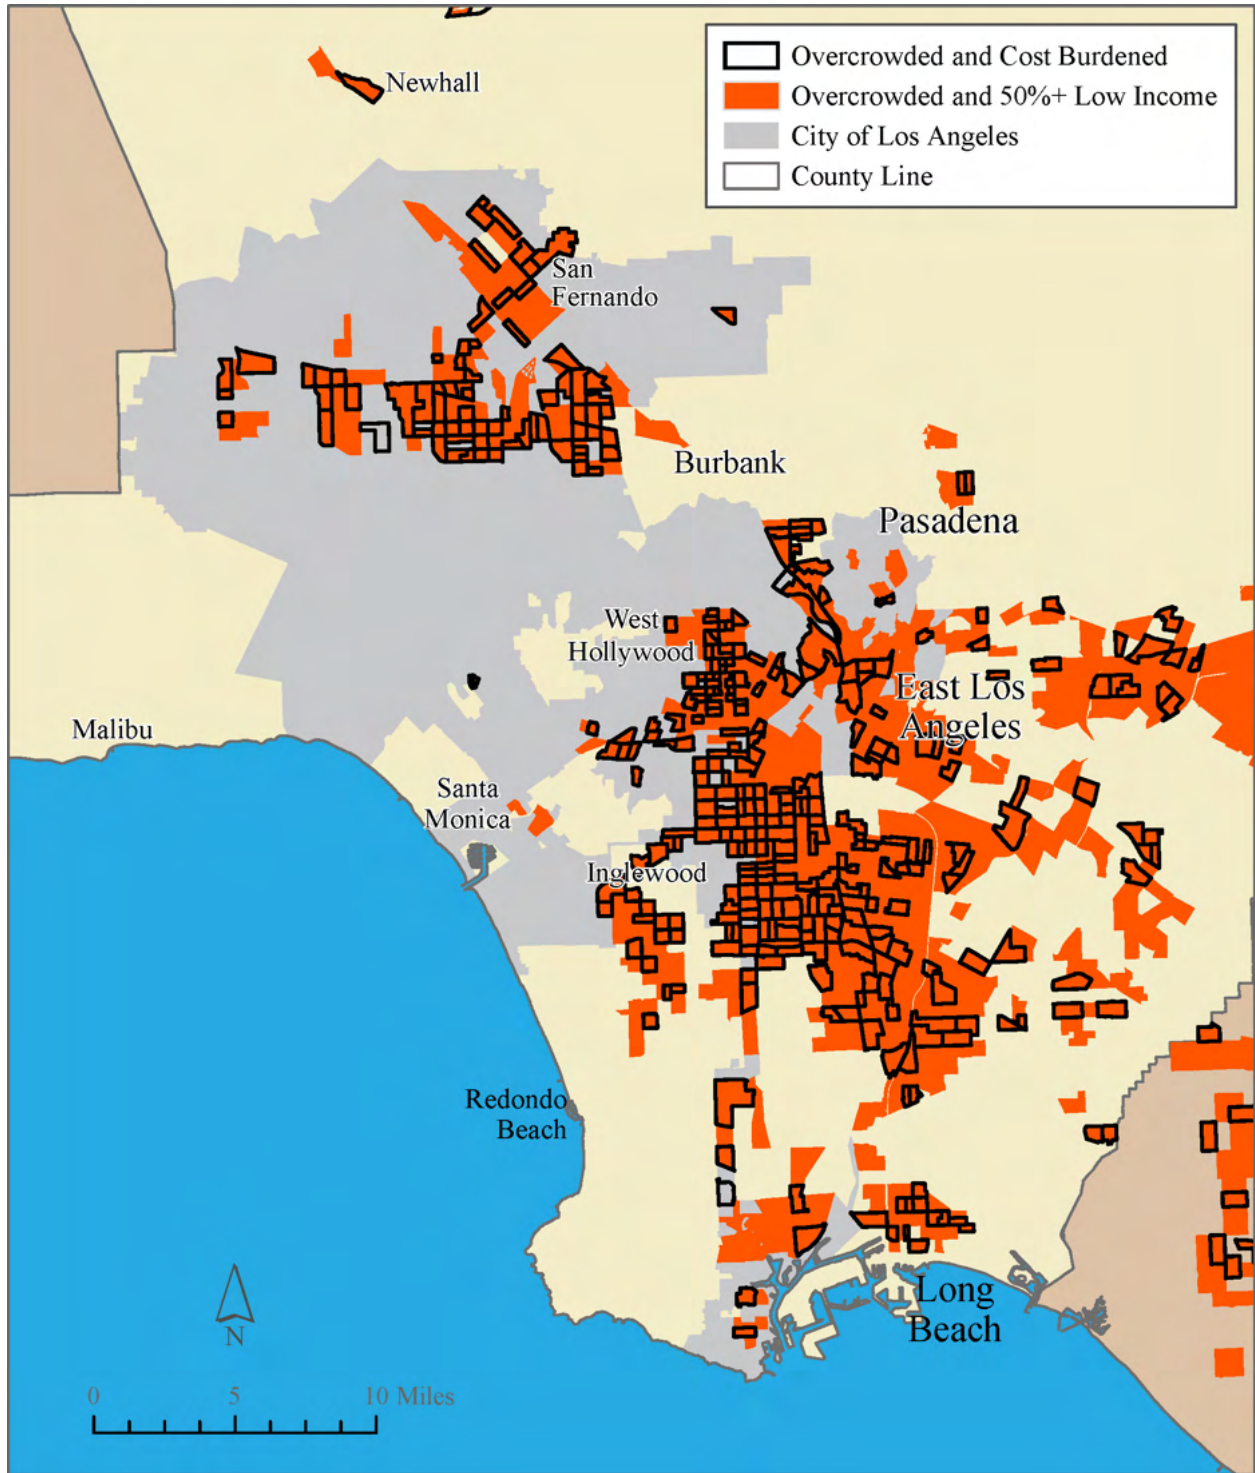 Overcrowded and Cost Burdened
Overcrowded and 50%+ Low Income
City of Los Angeles
County Line
Newhall
San
Fernando
Burbank
Pasadena
West
Hollywood
East Los
Angeles
Malibu
Santa
Monica
Inglewood
Redondo
Beach
Long
Beach
N
0 5 10 Miles